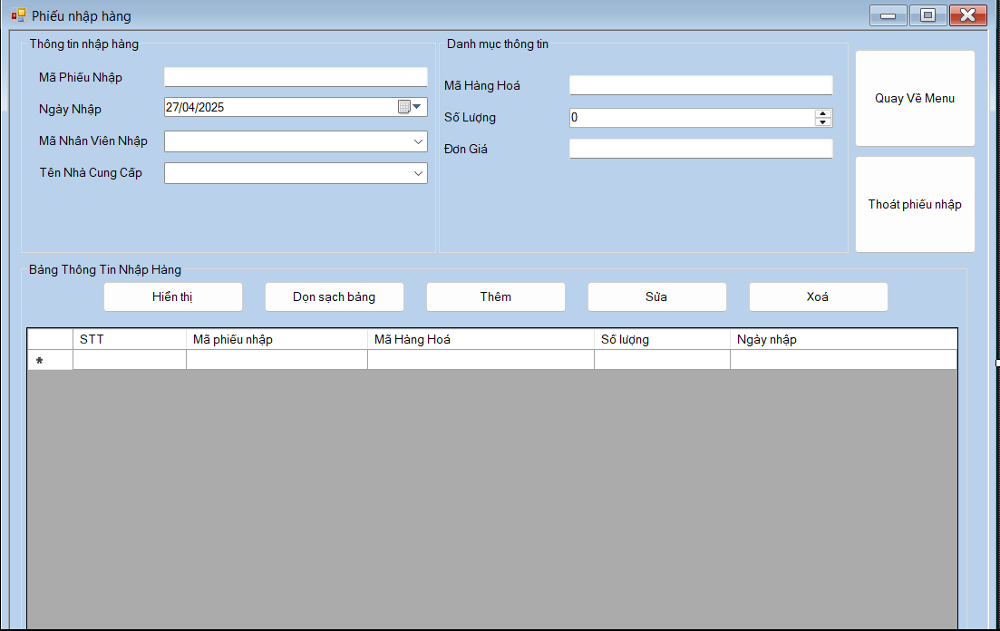 Phiếu nhập hàng
Thông tin nhập hàng
Mã Phiếu Nhập
Ngày Nhập
27/04/2025
Mã Nhân Viên Nhập
Tên Nhà Cung Cấp
Danh mục thông tin
Mã Hàng Hoá
Số Lượng
0
Đơn Giá
Quay Về Menu
Thoát phiếu nhập
Bảng Thông Tin Nhập Hàng
Hiển thị Dọn sạch bảng Thêm Sửa Xoá
STT Mã phiếu nhập Mã Hàng Hoá Số lượng Ngày nhập
*